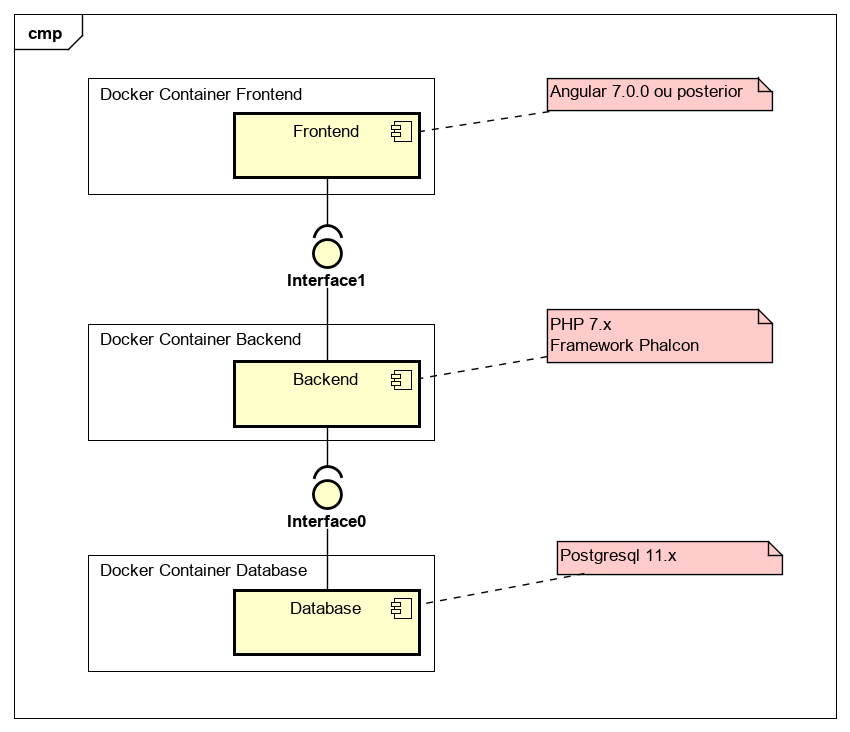 cmp
Docker Container Frontend
Frontend
Angular 7.0.0 ou posterior
Interface1
Docker Container Backend
Backend
PHP 7.x
Framework Phalcon
Interface0
Docker Container Database
Database
Postgresql 11.x